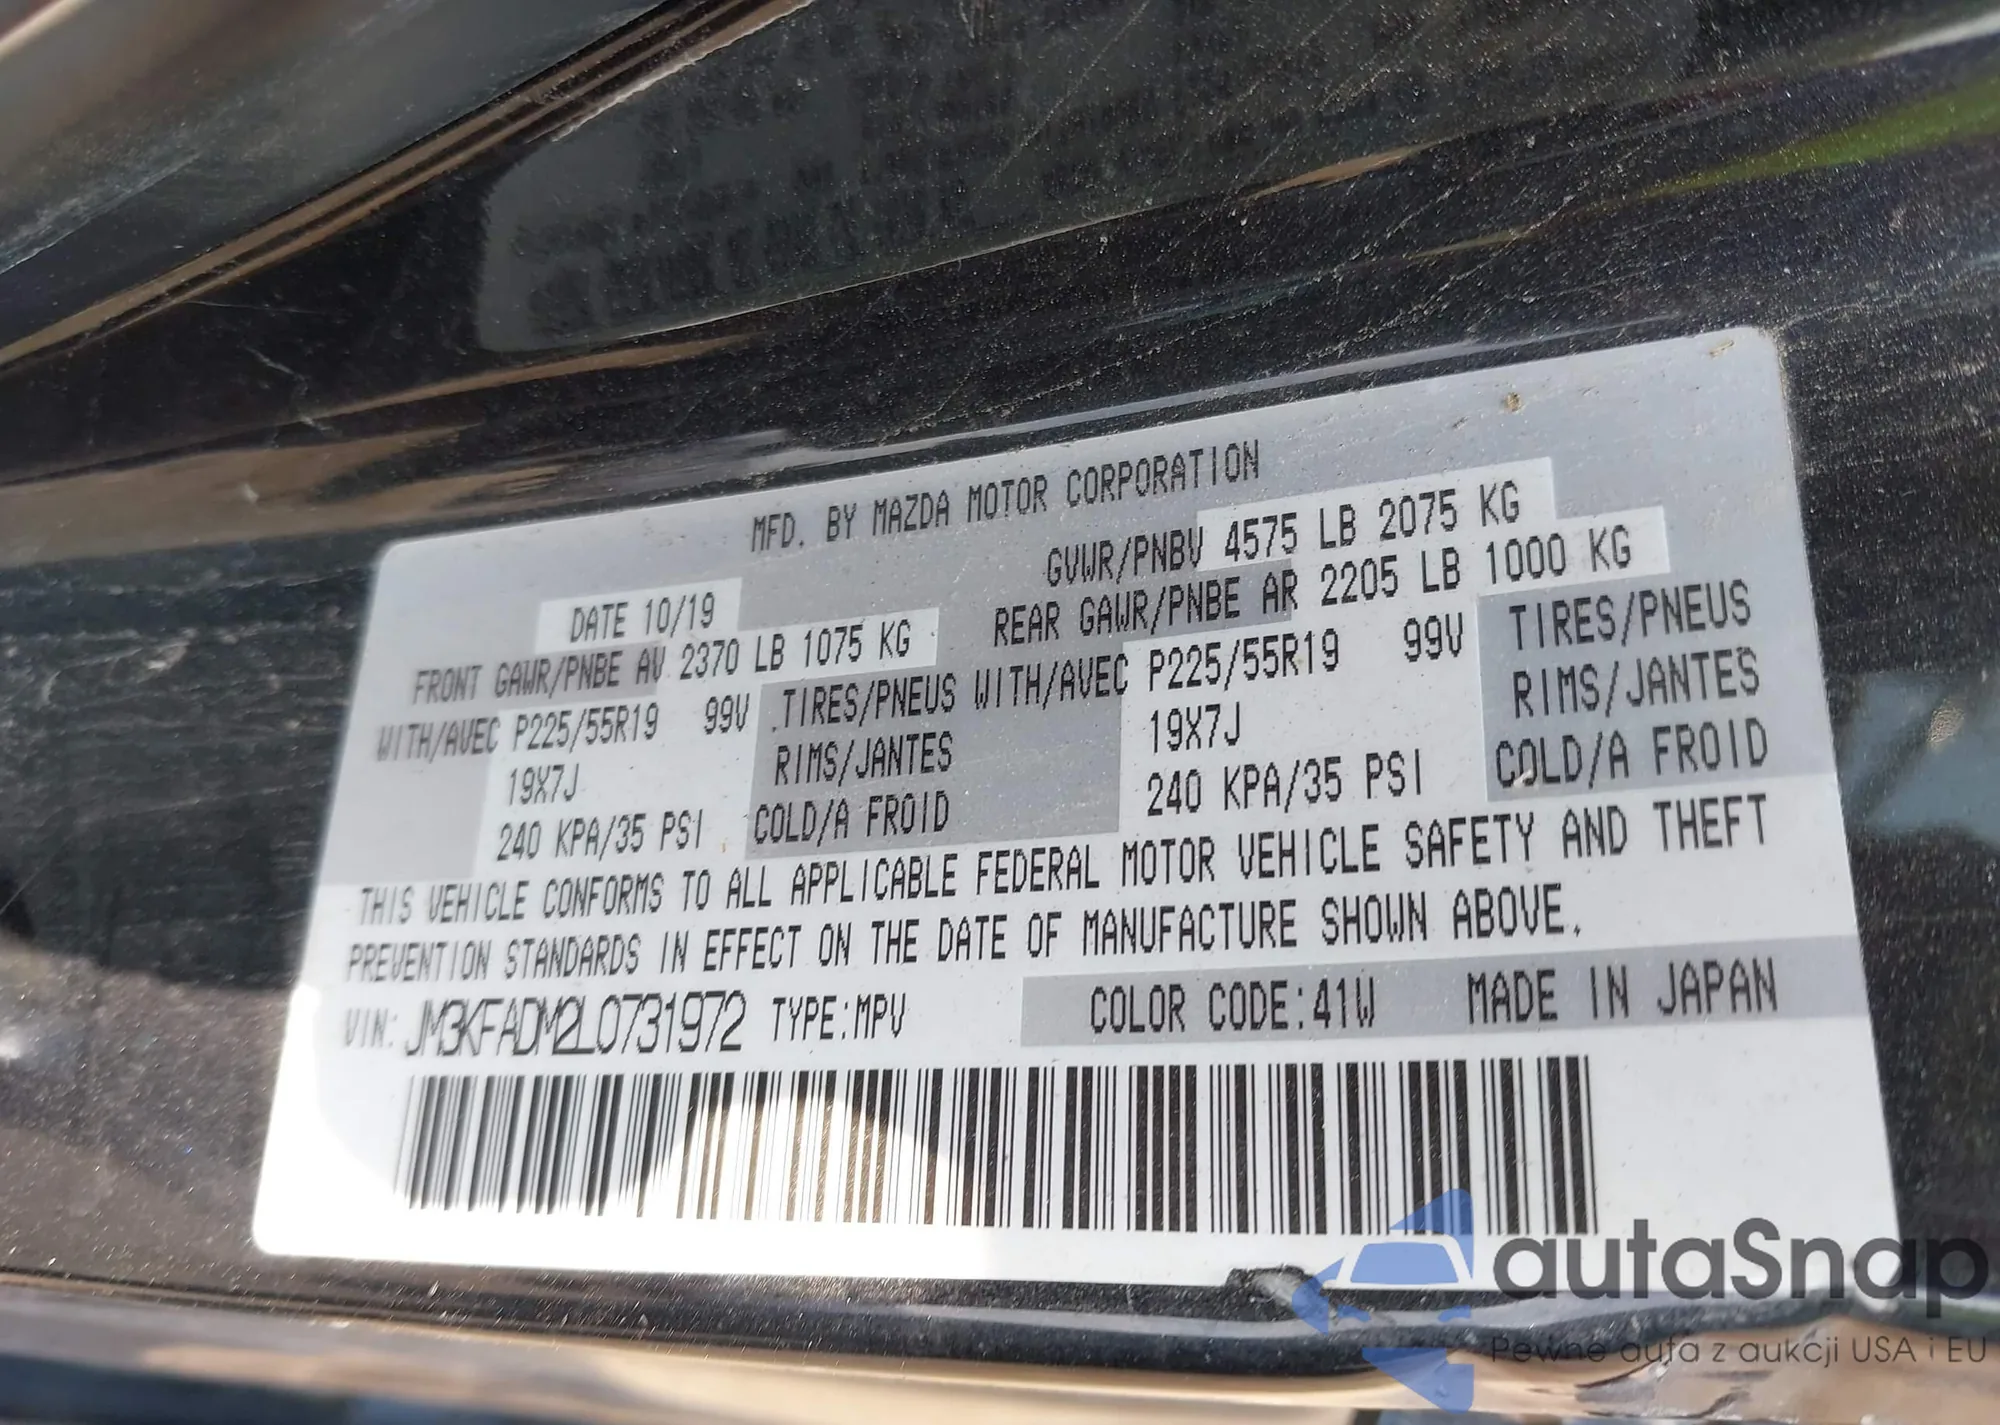 MFD. BY MAZDA MOTOR CORPORATION
GVWR/PNBV 4575 LB 2075 KG
DATE 10/19
FRONT GAWR/PNBE AV 2370 LB 1075 KG REAR GAWR/PNBE AR 2205 LB 1000 KG
WITH/AVEC P225/55R19 99V TIRES/PNEUS WITH/AVEC P225/55R19 99V TIRES/PNEUS
19X7J RIMS/JANTES 19X7J RIMS/JANTES
240 KPA/35 PSI COLD/A FROID 240 KPA/35 PSI COLD/A FROID
THIS VEHICLE CONFORMS TO ALL APPLICABLE FEDERAL MOTOR VEHICLE SAFETY AND THEFT
PREVENTION STANDARDS IN EFFECT ON THE DATE OF MANUFACTURE SHOWN ABOVE.
VIN: JM3KFADM2L0731972 TYPE:MPV COLOR CODE:41W MADE IN JAPAN
autaSnap
Pewne auta z aukcji USA i EU